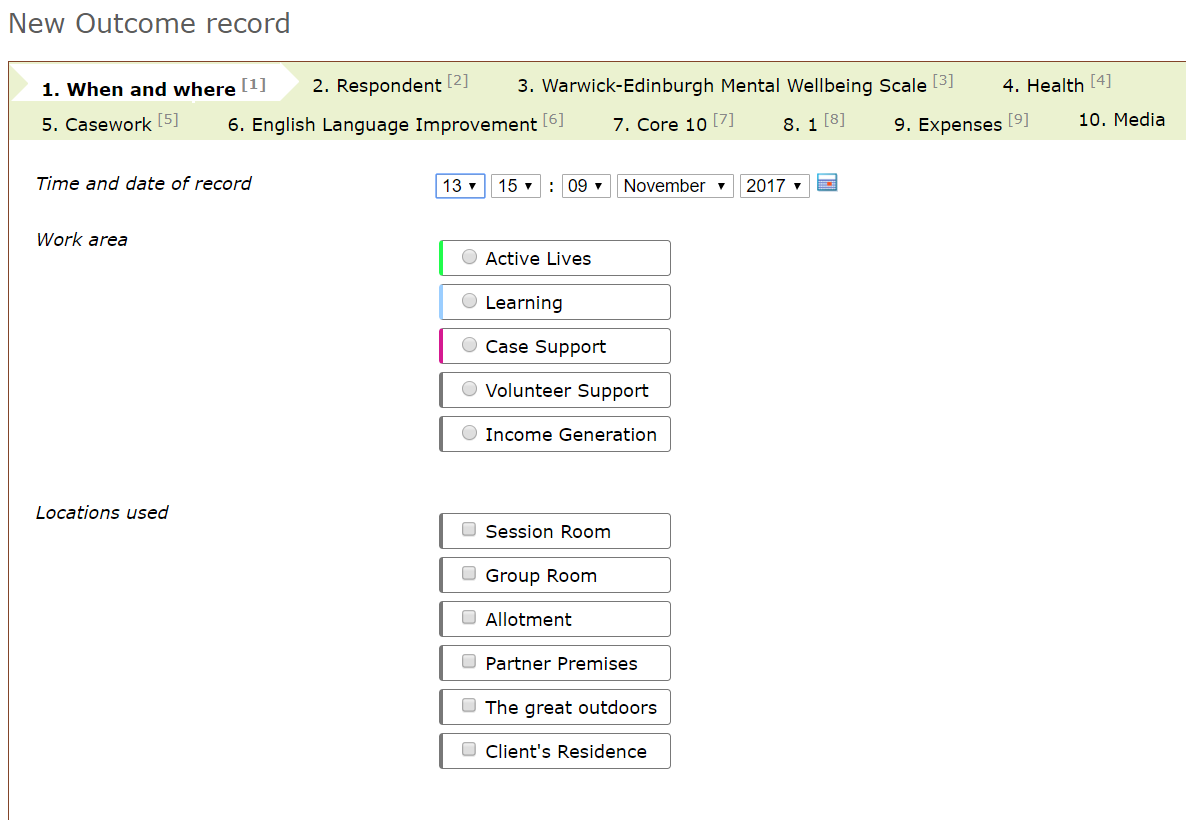 New Outcome record
1. When and where [1] 2. Respondent [2] 3. Warwick-Edinburgh Mental Wellbeing Scale [3] 4. Health [4]
5. Casework [5] 6. English Language Improvement [6] 7. Core 10 [7] 8. 1 [8] 9. Expenses [9] 10. Media
Time and date of record 13 15 : 09 November 2017
Work area
Active Lives
Learning
Case Support
Volunteer Support
Income Generation
Locations used
Session Room
Group Room
Allotment
Partner Premises
The great outdoors
Client's Residence